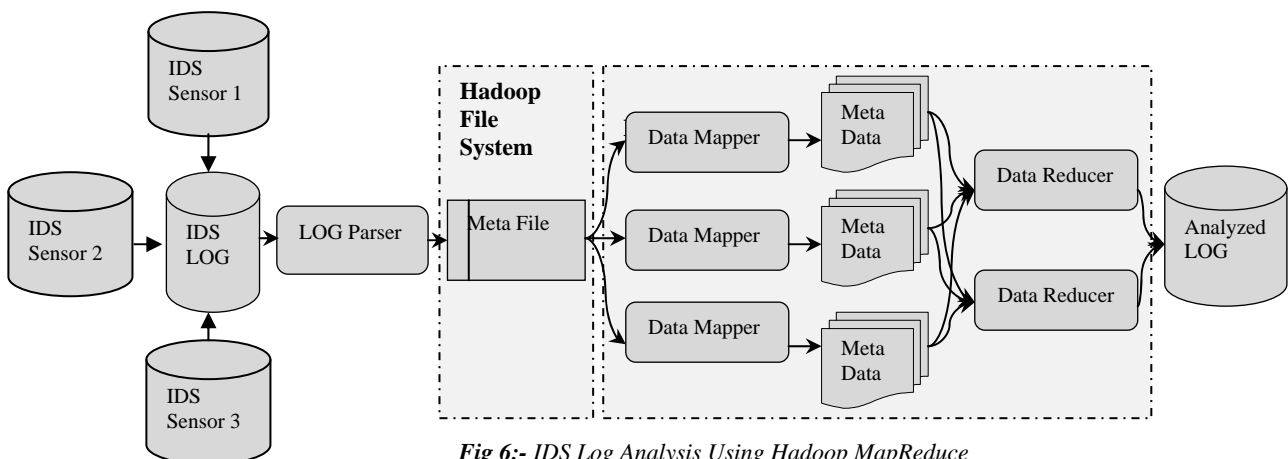 IDS
Sensor 1
IDS
Sensor 2
IDS
LOG
IDS
Sensor 3
LOG Parser
Hadoop
File
System
Meta File
Data Mapper
Data Mapper
Data Mapper
Meta
Data
Meta
Data
Meta
Data
Data Reducer
Data Reducer
Analyzed
LOG
Fig 6:- IDS Log Analysis Using Hadoop MapReduce